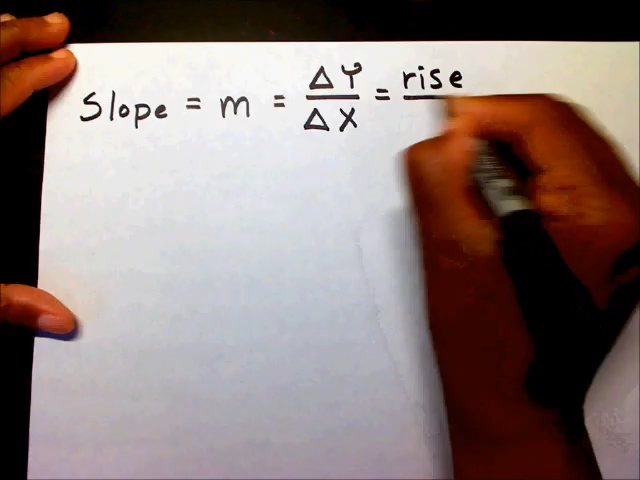 Slope = m = ΔY/ΔX = rise